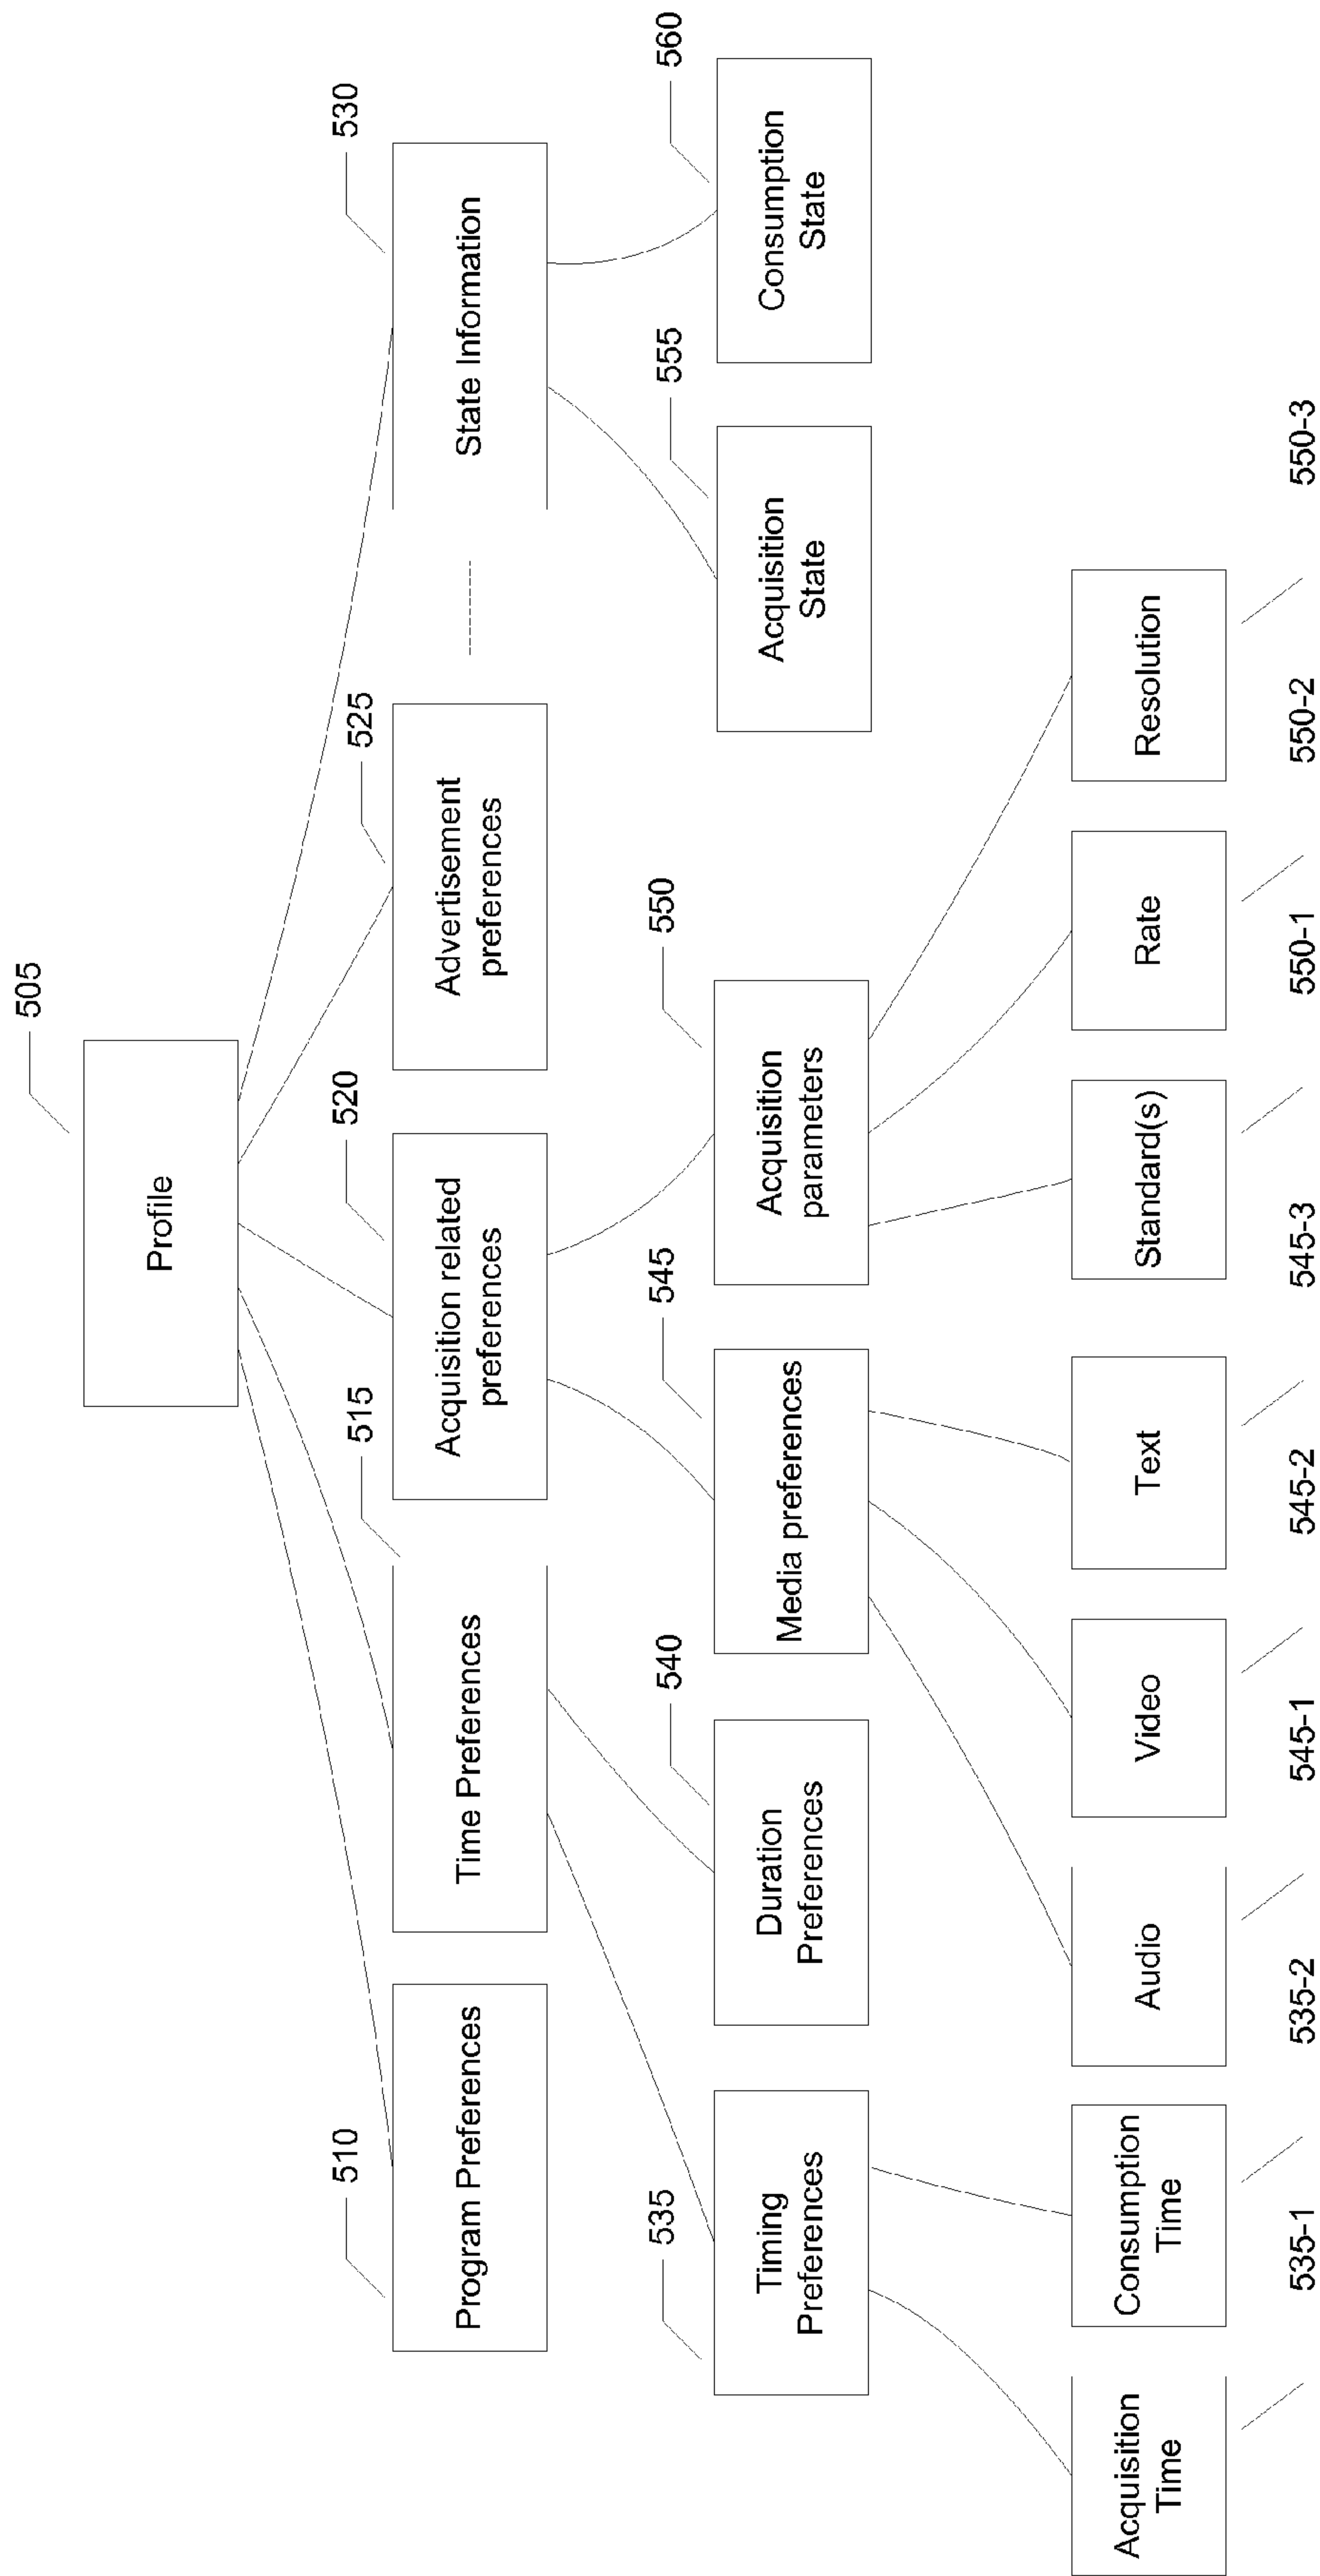 505
Profile
510
515
520
525
530
Program Preferences
Time Preferences
Acquisition related
preferences
Advertisement
preferences
State Information
535
540
545
550
555
560
Timing
Preferences
Duration
Preferences
Media preferences
Acquisition
parameters
Acquisition
State
Consumption
State
Acquisition
Time
Consumption
Time
Audio
Video
Text
Standard(s)
Rate
Resolution
535-1
535-2
545-1
545-2
545-3
550-1
550-2
550-3